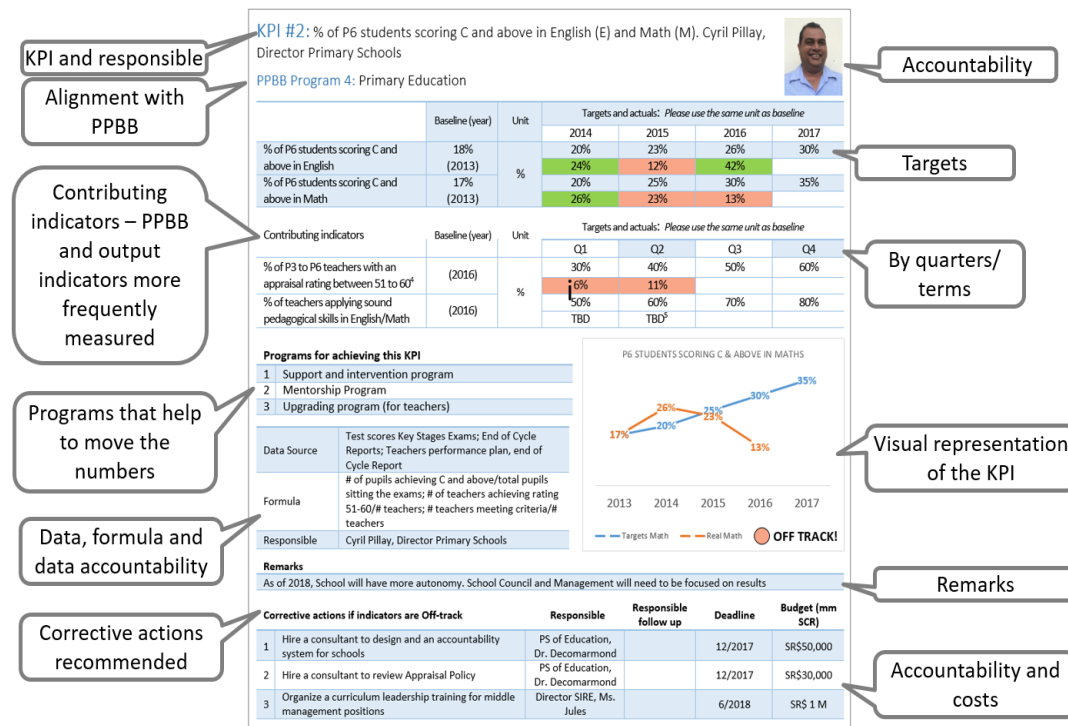 KPI #2: % of P6 students scoring C and above in English (E) and Math (M). Cyril Pillay,
Director Primary Schools
PPBB Program 4: Primary Education
KPI and responsible
Alignment with
PPBB
Accountability
Baseline (year)
Unit
Targets and actuals: Please use the same unit as baseline
2014 2015 2016 2017
% of P6 students scoring C and
above in English
18%
(2013)
%
20% 23% 26% 30%
24% 12% 42%
% of P6 students scoring C and
above in Math
17%
(2013)
20% 25% 30% 35%
26% 23% 13%
Targets
Contributing
indicators – PPBB
and output
indicators more
frequently
measured
Contributing indicators
Baseline (year)
Unit
Targets and actuals: Please use the same unit as baseline
Q1 Q2 Q3 Q4
% of P3 to P6 teachers with an
appraisal rating between 51 to 60⁴
(2016)
%
30% 40% 50% 60%
i 6% 11%
% of teachers applying sound
pedagogical skills in English/Math
(2016)
50% 60% 70% 80%
TBD TBD⁵
By quarters/
terms
Programs for achieving this KPI
1 Support and intervention program
2 Mentorship Program
3 Upgrading program (for teachers)
Programs that help
to move the
numbers
P6 STUDENTS SCORING C & ABOVE IN MATHS
35%
30%
26%
25%
23%
20%
17%
13%
2013 2014 2015 2016 2017
Targets Math Real Math OFF TRACK!
Visual representation
of the KPI
Data Source
Test scores Key Stages Exams; End of Cycle
Reports; Teachers performance plan, end of
Cycle Report
Formula
# of pupils achieving C and above/total pupils
sitting the exams; # of teachers achieving rating
51-60/# teachers; # teachers meeting criteria/#
teachers
Responsible Cyril Pillay, Director Primary Schools
Data, formula and
data accountability
Remarks
As of 2018, School will have more autonomy. School Council and Management will need to be focused on results
Remarks
Corrective actions
recommended
Corrective actions if indicators are Off-track
Responsible
Responsible
follow up
Deadline
Budget (mm
SCR)
1 Hire a consultant to design and an accountability
system for schools
PS of Education,
Dr. Decomarmond
12/2017 SR$50,000
2 Hire a consultant to review Appraisal Policy
PS of Education,
Dr. Decomarmond
12/2017 SR$30,000
3 Organize a curriculum leadership training for middle
management positions
Director SIRE, Ms.
Jules
6/2018 SR$ 1 M
Accountability and
costs